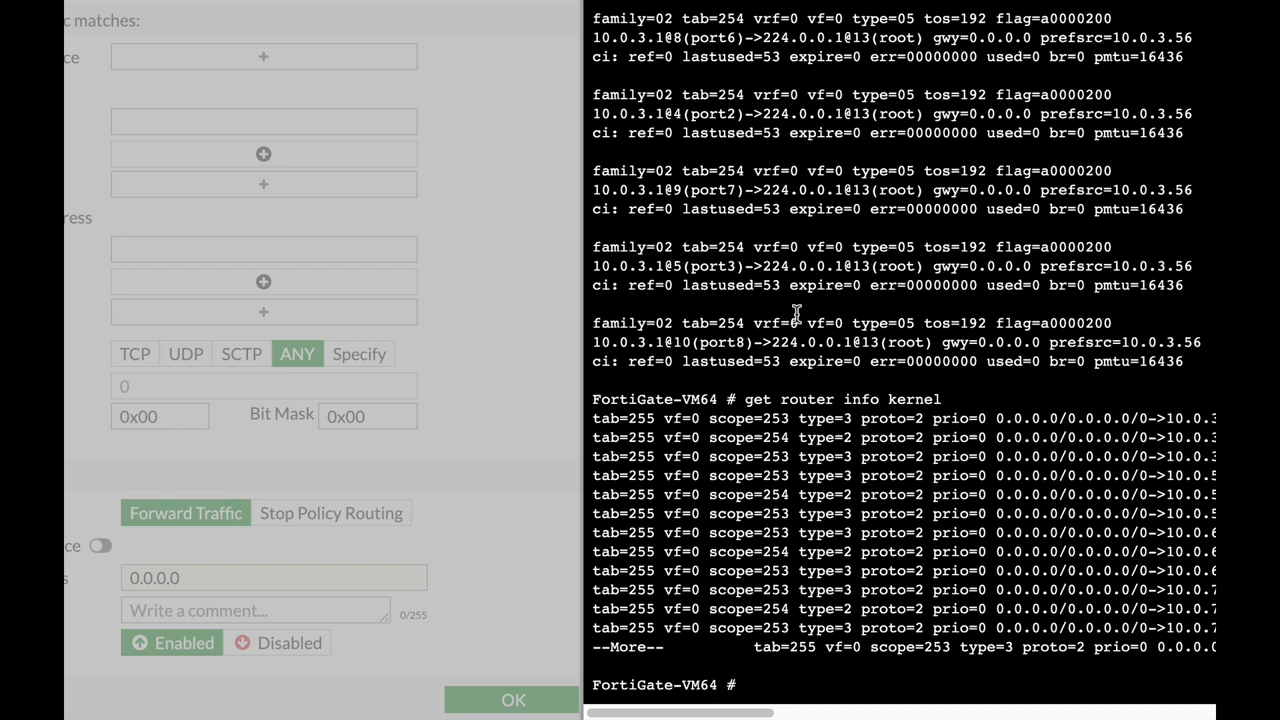 c matches:
ce
ress
TCP UDP SCTP ANY Specify
0
0x00 Bit Mask 0x00
Forward Traffic Stop Policy Routing
ce
s 0.0.0.0
Write a comment... 0/255
Enabled Disabled
OK
family=02 tab=254 vrf=0 vf=0 type=05 tos=192 flag=a0000200
10.0.3.1@8(port6)->224.0.0.1@13(root) gwy=0.0.0.0 prefsrc=10.0.3.56
ci: ref=0 lastused=53 expire=0 err=00000000 used=0 br=0 pmtu=16436
family=02 tab=254 vrf=0 vf=0 type=05 tos=192 flag=a0000200
10.0.3.1@4(port2)->224.0.0.1@13(root) gwy=0.0.0.0 prefsrc=10.0.3.56
ci: ref=0 lastused=53 expire=0 err=00000000 used=0 br=0 pmtu=16436
family=02 tab=254 vrf=0 vf=0 type=05 tos=192 flag=a0000200
10.0.3.1@9(port7)->224.0.0.1@13(root) gwy=0.0.0.0 prefsrc=10.0.3.56
ci: ref=0 lastused=53 expire=0 err=00000000 used=0 br=0 pmtu=16436
family=02 tab=254 vrf=0 vf=0 type=05 tos=192 flag=a0000200
10.0.3.1@5(port3)->224.0.0.1@13(root) gwy=0.0.0.0 prefsrc=10.0.3.56
ci: ref=0 lastused=53 expire=0 err=00000000 used=0 br=0 pmtu=16436
family=02 tab=254 vrf=0 vf=0 type=05 tos=192 flag=a0000200
10.0.3.1@10(port8)->224.0.0.1@13(root) gwy=0.0.0.0 prefsrc=10.0.3.56
ci: ref=0 lastused=53 expire=0 err=00000000 used=0 br=0 pmtu=16436
FortiGate-VM64 # get router info kernel
tab=255 vf=0 scope=253 type=3 proto=2 prio=0 0.0.0.0/0.0.0.0/0->10.0.3
tab=255 vf=0 scope=254 type=2 proto=2 prio=0 0.0.0.0/0.0.0.0/0->10.0.3
tab=255 vf=0 scope=253 type=3 proto=2 prio=0 0.0.0.0/0.0.0.0/0->10.0.3
tab=255 vf=0 scope=253 type=3 proto=2 prio=0 0.0.0.0/0.0.0.0/0->10.0.5
tab=255 vf=0 scope=254 type=2 proto=2 prio=0 0.0.0.0/0.0.0.0/0->10.0.5
tab=255 vf=0 scope=253 type=3 proto=2 prio=0 0.0.0.0/0.0.0.0/0->10.0.5
tab=255 vf=0 scope=253 type=3 proto=2 prio=0 0.0.0.0/0.0.0.0/0->10.0.6
tab=255 vf=0 scope=254 type=2 proto=2 prio=0 0.0.0.0/0.0.0.0/0->10.0.6
tab=255 vf=0 scope=253 type=3 proto=2 prio=0 0.0.0.0/0.0.0.0/0->10.0.6
tab=255 vf=0 scope=253 type=3 proto=2 prio=0 0.0.0.0/0.0.0.0/0->10.0.7
tab=255 vf=0 scope=254 type=2 proto=2 prio=0 0.0.0.0/0.0.0.0/0->10.0.7
tab=255 vf=0 scope=253 type=3 proto=2 prio=0 0.0.0.0/0.0.0.0/0->10.0.7
--More-- tab=255 vf=0 scope=253 type=3 proto=2 prio=0 0.0.0.0
FortiGate-VM64 #